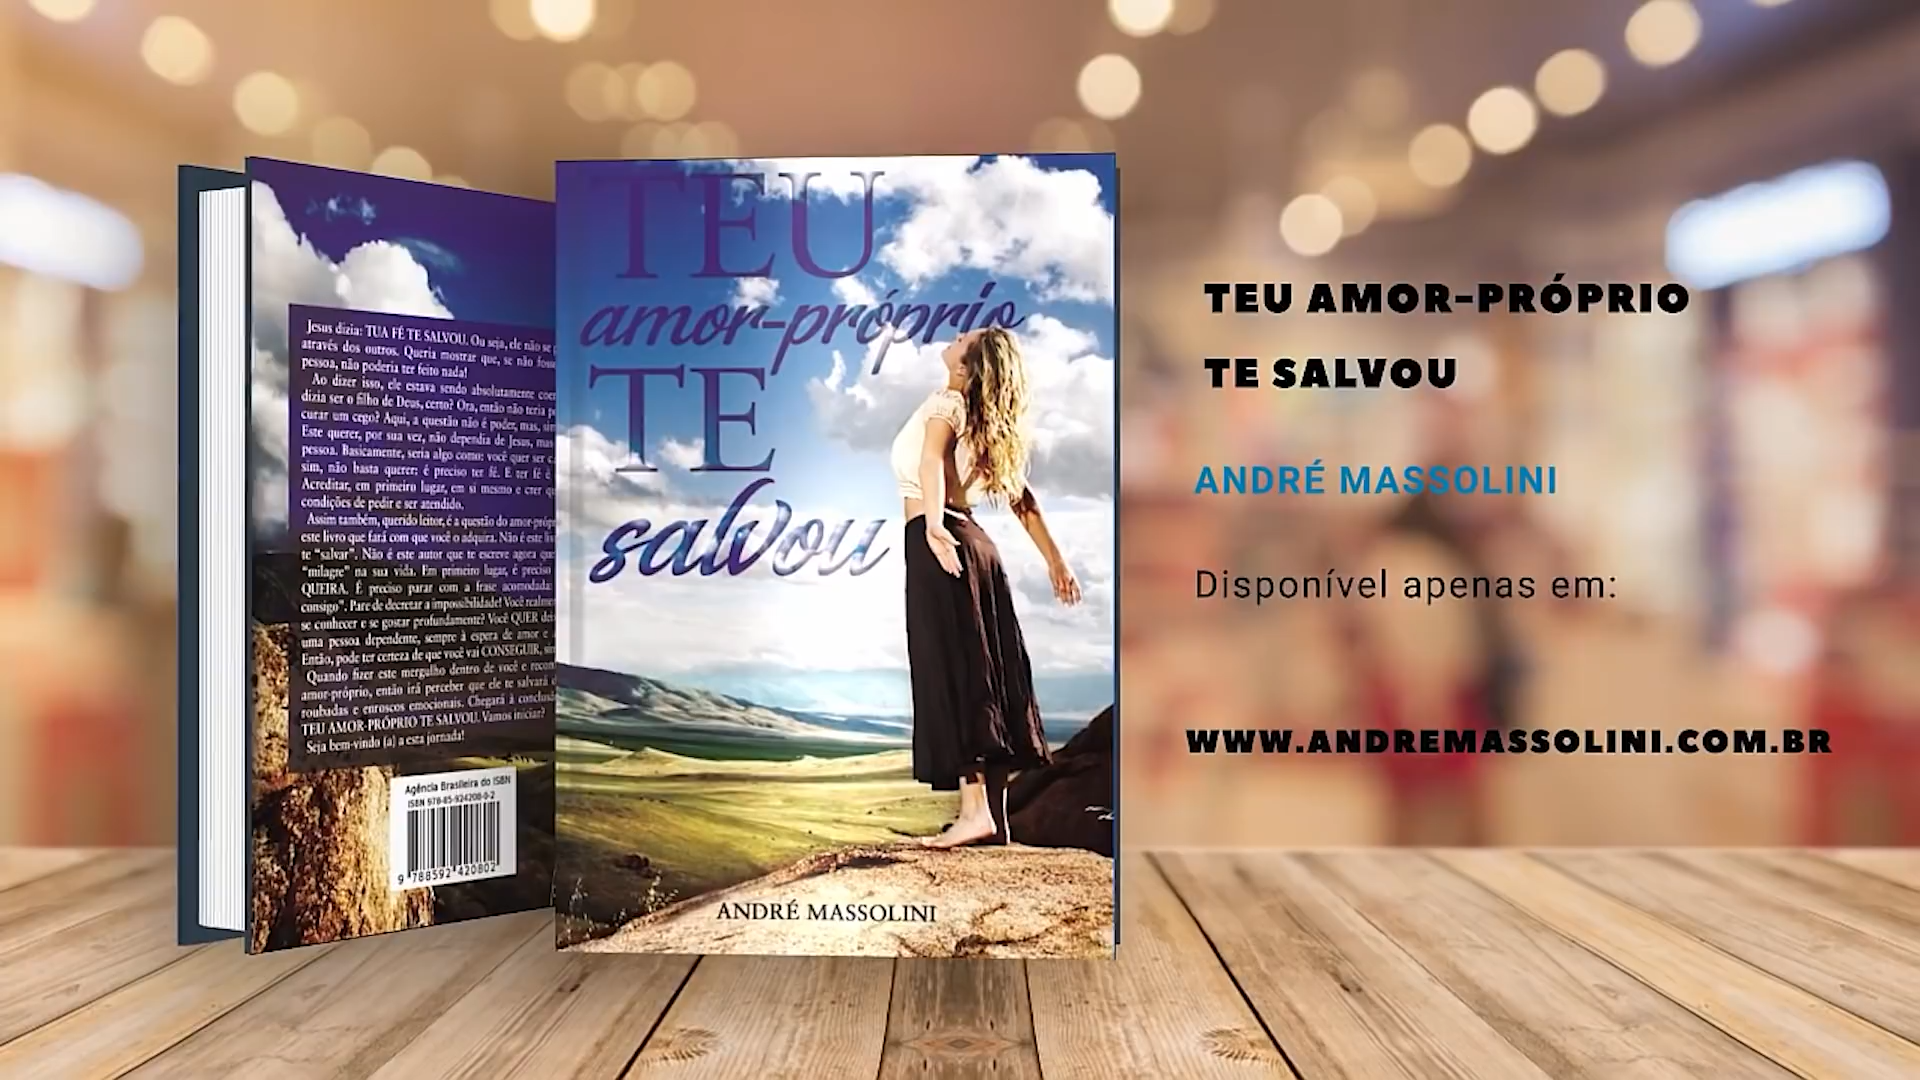 Jesus dizia: TUA FÉ TE SALVOU. Ou seja, ele não se
através dos outros. Queria mostrar que, se não
pessoa, não poderia ter feito nada!
Ao dizer isso, ele estava sendo absolutamente
dizia ser o filho de Deus, certo? Ora, então não teria
curar um cego? Aqui, a questão não é poder, mas,
Este querer, por sua vez, não dependia de Jesus, mas
pessoa. Basicamente, seria algo como: você quer ser
sim, não basta querer: é preciso ter fé. E ter fé é
Acreditar, em primeiro lugar, em si mesmo e crer
condições de pedir e ser atendido.
Assim também, querido leitor, é a questão do
este livro que fará com que você o adquira. Não é este
te “salvar”. Não é este autor que te escreve agora
“milagre” na sua vida. Em primeiro lugar, é preciso
QUEIRA. É preciso parar com a frase acomodada:
consigo”. Pare de decretar a impossibilidade! Você
se conhecer e se gostar profundamente? Você QUER
uma pessoa dependente, sempre à espera de amor e
Então, pode ter certeza de que você vai CONSEGUIR,
Quando fizer este mergulho dentro de você e
amor-próprio, então irá perceber que ele te salvará
roubadas e enroscos emocionais. Chegará à
TEU AMOR-PRÓPRIO TE SALVOU. Vamos iniciar?
Seja bem-vindo (a) a esta jornada!
Agência Brasileira do ISBN
ISBN 978-85-924208-0-2
9 788592 420802
TEU
amor-próprio
TE
salvou
ANDRÉ MASSOLINI
TEU AMOR-PRÓPRIO
TE SALVOU
ANDRÉ MASSOLINI
Disponível apenas em:
WWW.ANDREMASSOLINI.COM.BR